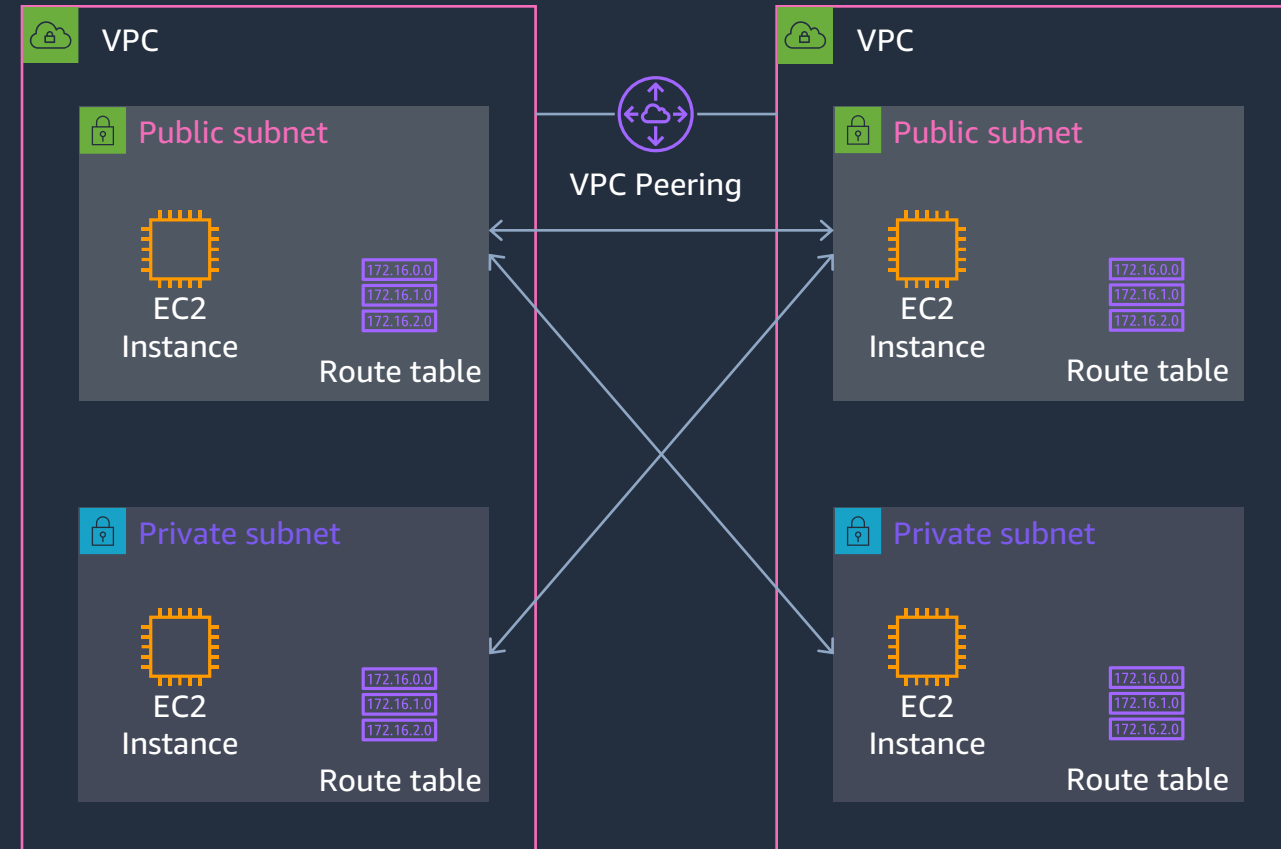 VPC
Public subnet
EC2
Instance
172.16.0.0
172.16.1.0
172.16.2.0
Route table
Private subnet
EC2
Instance
172.16.0.0
172.16.1.0
172.16.2.0
Route table
VPC Peering
VPC
Public subnet
EC2
Instance
172.16.0.0
172.16.1.0
172.16.2.0
Route table
Private subnet
EC2
Instance
172.16.0.0
172.16.1.0
172.16.2.0
Route table